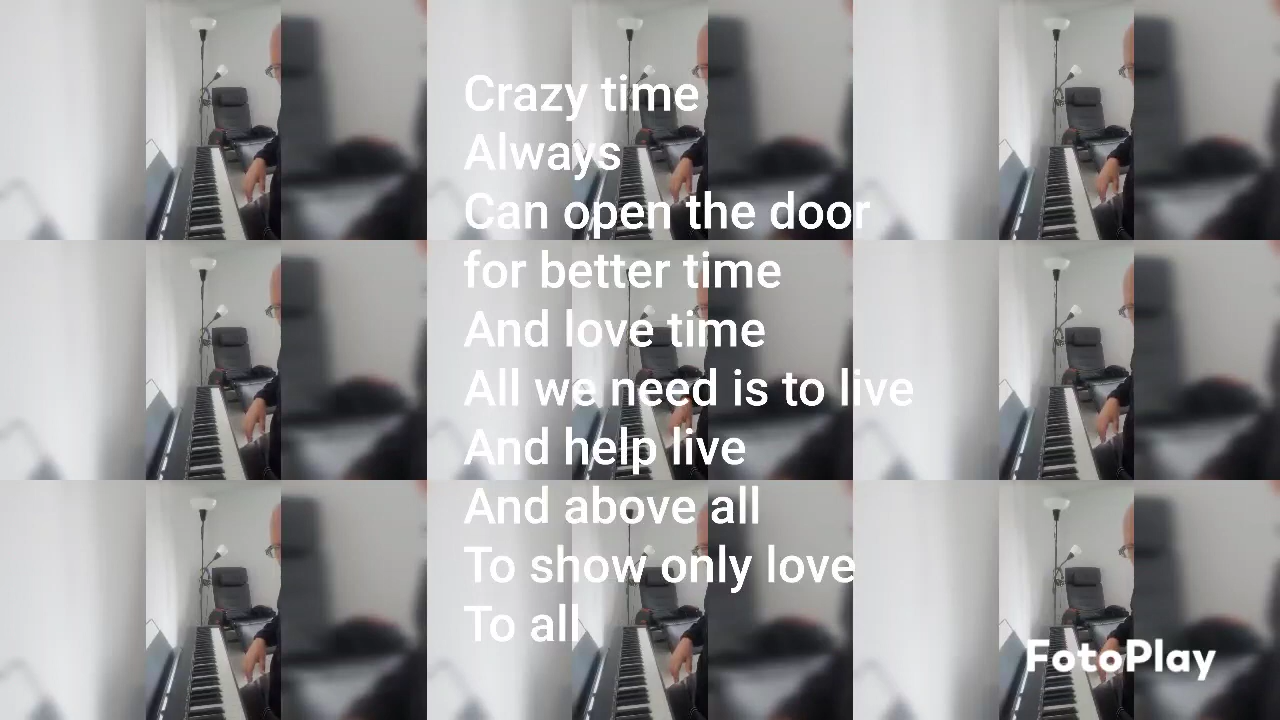 Crazy time
Always
Can open the door
for better time
And love time
All we need is to live
And help live
And above all
To show only love
To all
FotoPlay